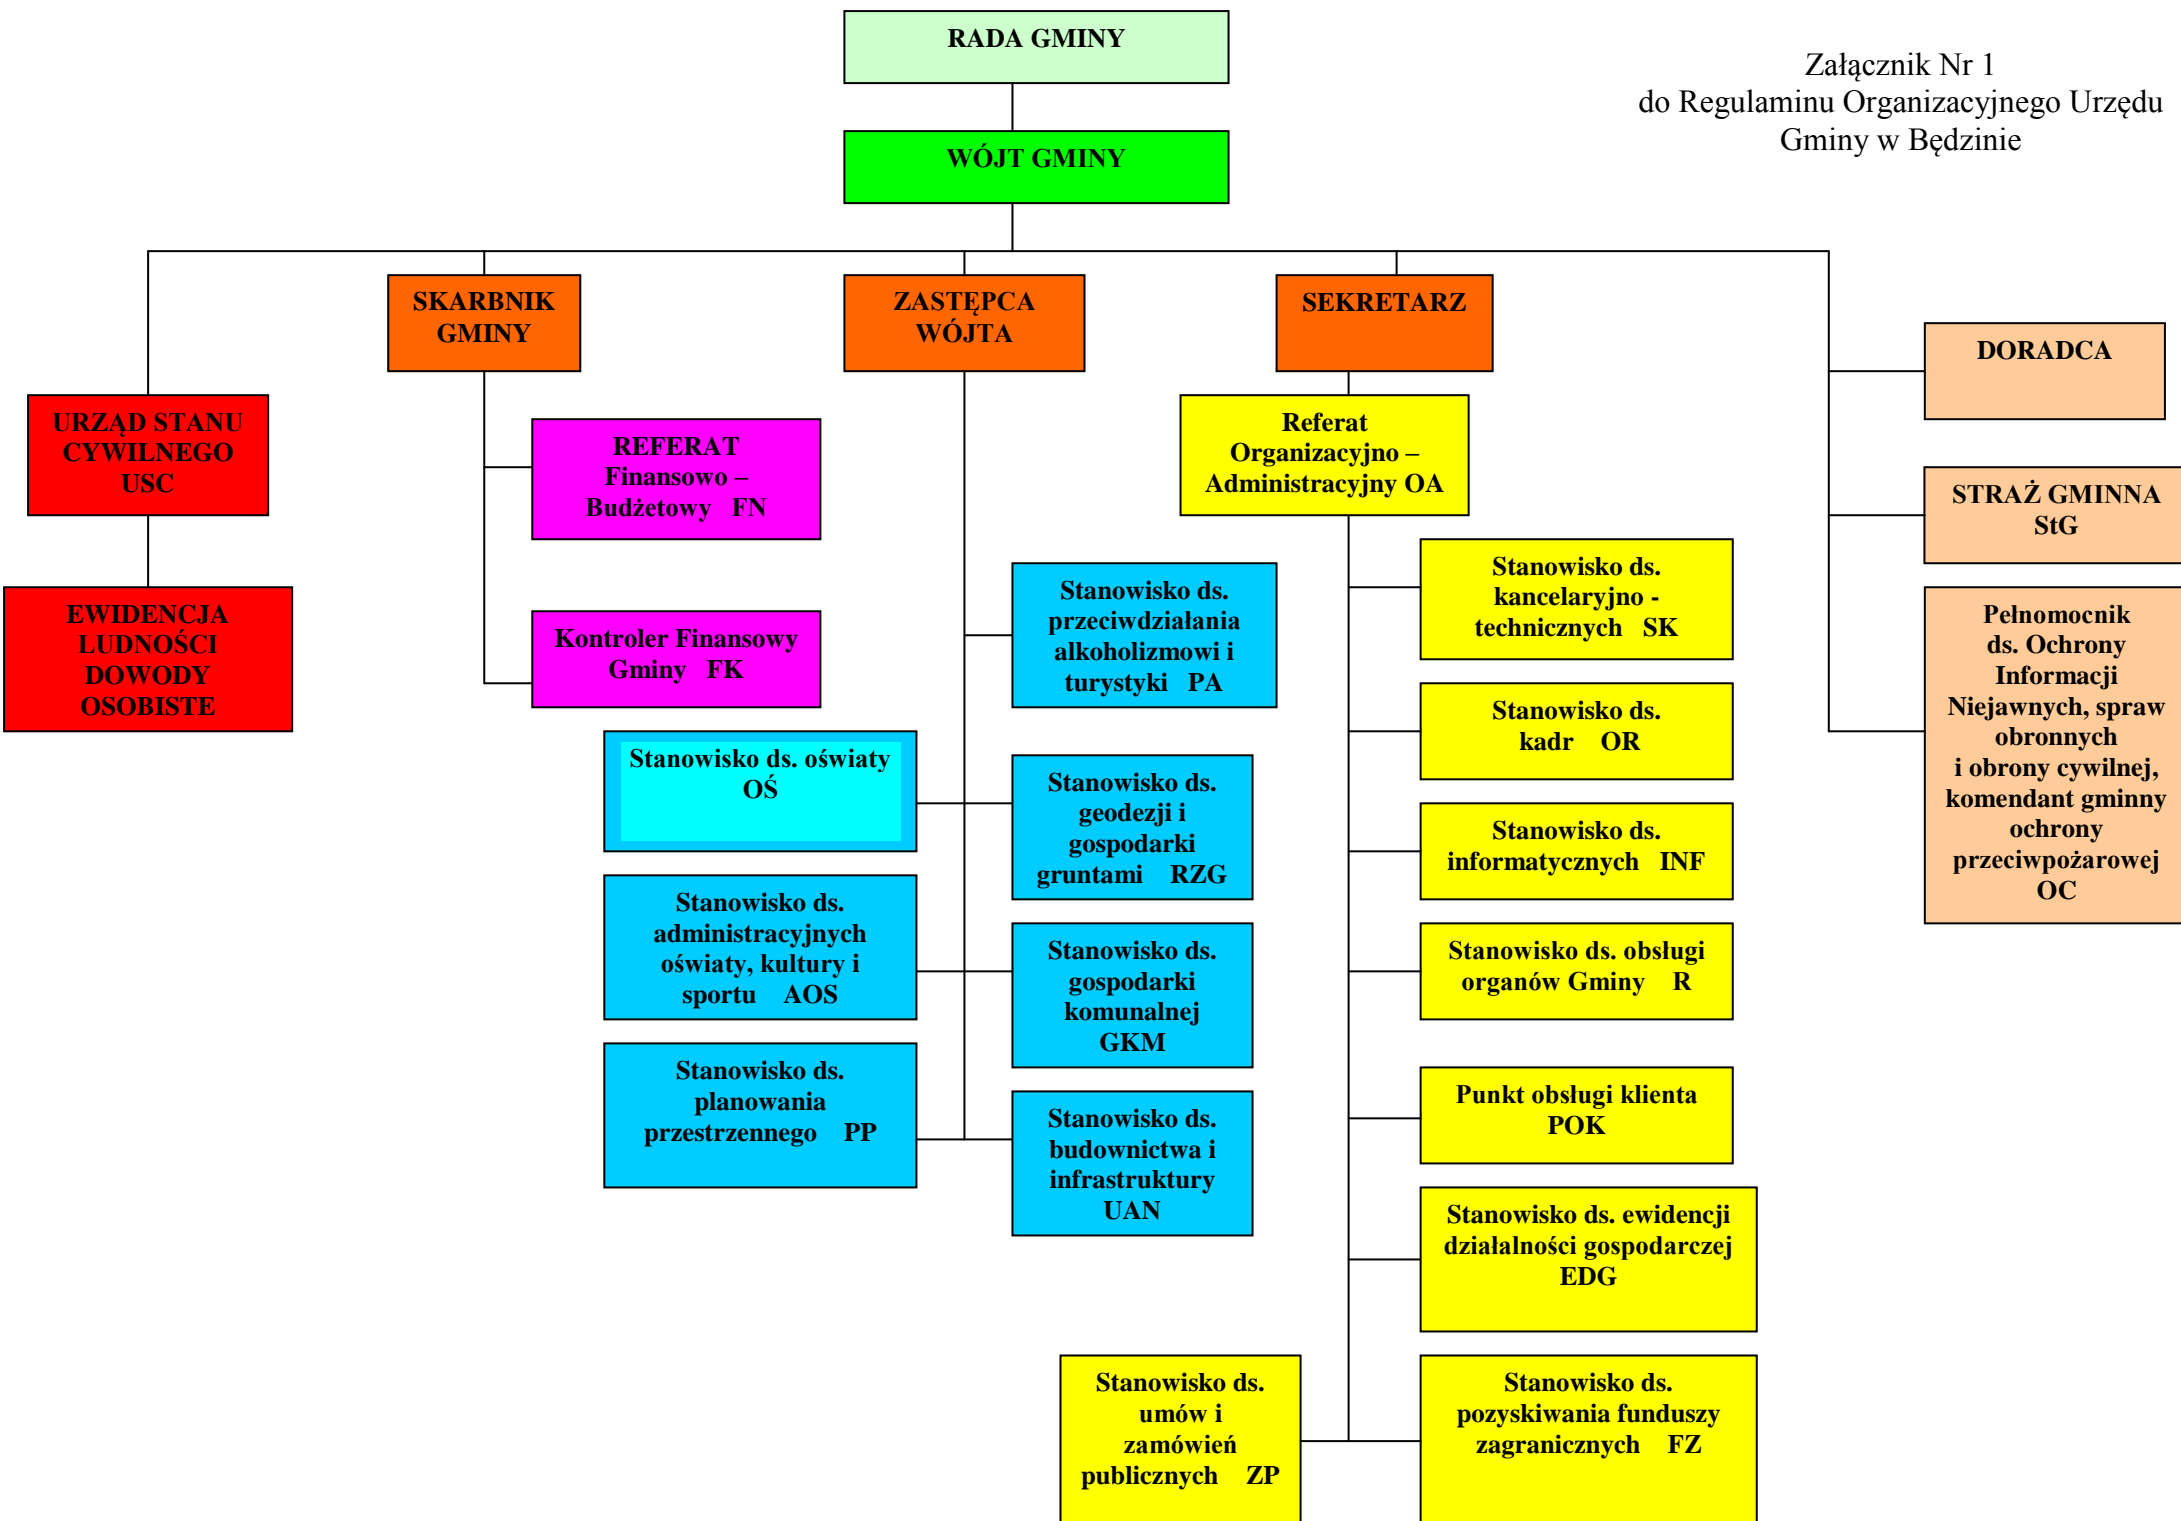 RADA GMINY
Załącznik Nr 1
do Regulaminu Organizacyjnego Urzędu
Gminy w Będzinie
WÓJT GMINY
SKARBNIK
GMINY
ZASTĘPCA
WÓJTA
SEKRETARZ
DORADCA
URZĄD STANU
CYWILNEGO
USC
REFERAT
Finansowo –
Budżetowy FN
Referat
Organizacyjno –
Administracyjny OA
STRAŻ GMINNA
StG
EWIDENCJA
LUDNOŚCI
DOWODY
OSOBISTE
Kontroler Finansowy
Gminy FK
Stanowisko ds.
przeciwdziałania
alkoholizmowi i
turystyki PA
Stanowisko ds.
kancelaryjno -
technicznych SK
Pełnomocnik
ds. Ochrony
Informacji
Niejawnych, spraw
obronnych
i obrony cywilnej,
komendant gminny
ochrony
przeciwpożarowej
OC
Stanowisko ds.
kadr OR
Stanowisko ds. oświaty
OŚ
Stanowisko ds.
geodezji i
gospodarki
gruntami RZG
Stanowisko ds.
informatycznych INF
Stanowisko ds.
administracyjnych
oświaty, kultury i
sportu AOS
Stanowisko ds.
gospodarki
komunalnej
GKM
Stanowisko ds. obsługi
organów Gminy R
Stanowisko ds.
planowania
przestrzennego PP
Stanowisko ds.
budownictwa i
infrastruktury
UAN
Punkt obsługi klienta
POK
Stanowisko ds. ewidencji
działalności gospodarczej
EDG
Stanowisko ds.
umów i
zamówień
publicznych ZP
Stanowisko ds.
pozyskiwania funduszy
zagranicznych FZ